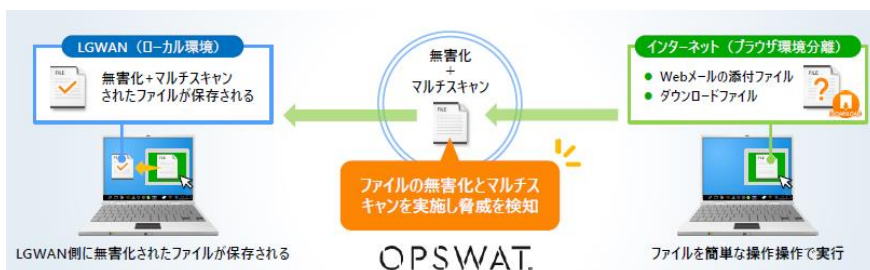 LGWAN（ローカル環境）
FILE
無害化+マルチスキャン
されたファイルが保存される
LGWAN側に無害化されたファイルが保存される
無害化
+
マルチスキャン
FILE
ファイルの無害化とマルチス
キャンを実施し脅威を検知
OPSWAT.
インターネット（ブラウザ環境分離）
● Webメールの添付ファイル
● ダウンロードファイル
FILE
?
DOWNLOAD
ファイルを簡単な操作操作で実行